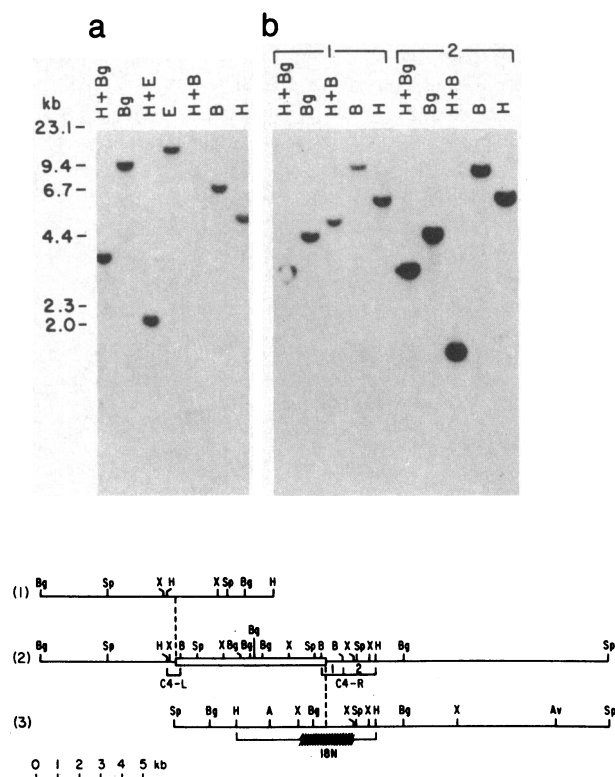 a
b
1
2
kb
H+Bg
Bg
H+E
E
H+B
B
H
H+Bg
Bg
H+B
B
H
H+Bg
Bg
H+B
B
H
23.1 –
9.4 –
6.7 –
4.4 –
2.3 –
2.0 –
Bg Sp X H X Sp Bg H
(1)
Bg
Bg Sp H X B Sp X Bg Bg Bg X Sp B B X Sp X H Bg Sp
(2)
1 2
C4-L C4-R
Sp Bg H A X Bg X Sp X H Bg X Av Sp
(3)
18N
0 1 2 3 4 5 kb